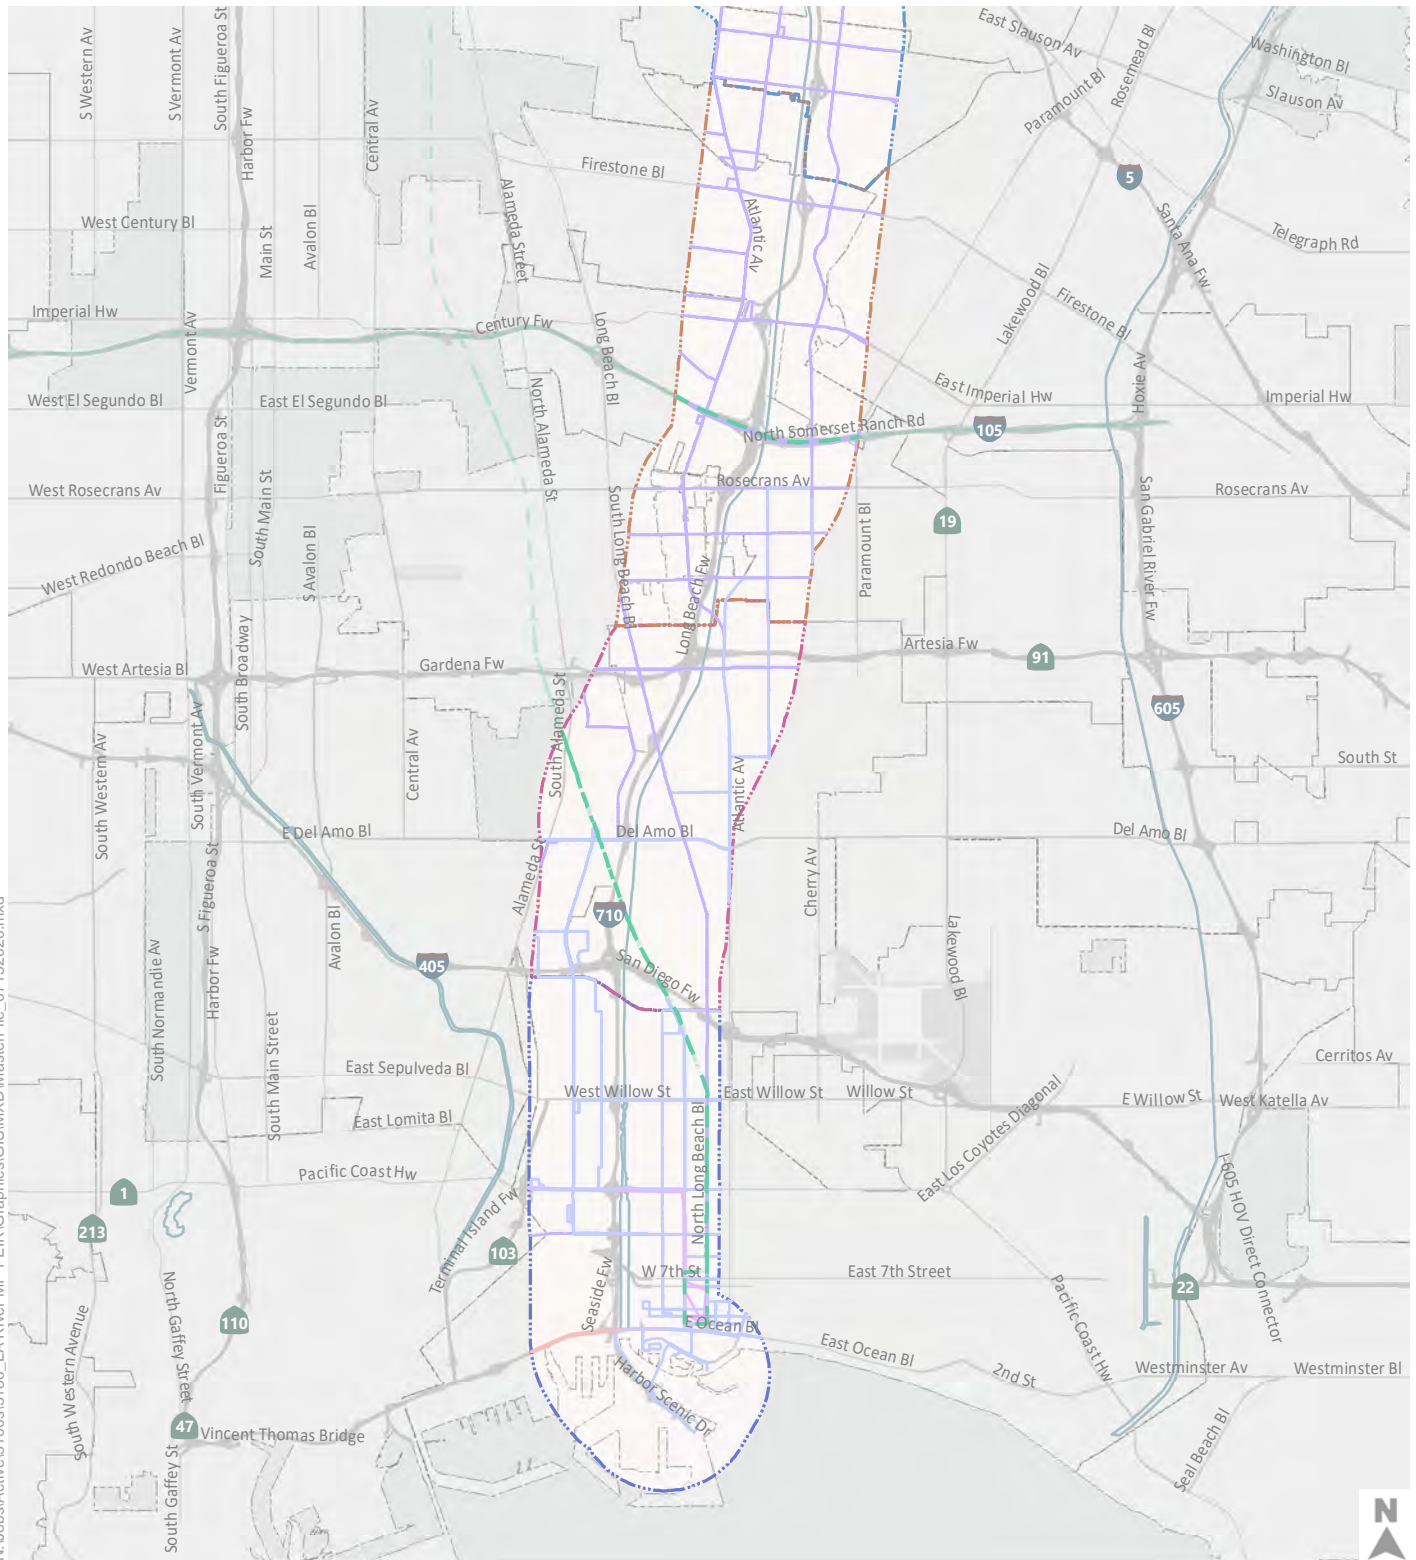 S Western Av
S Vermont Av
South Figueroa St
Harbor Fw
Central Av
East Slauson Av
Rosemead Bl
Washington Bl
Slauson Av
Paramount Bl
5
Firestone Bl
Alameda Street
Atlantic Av
Santa Ana Fw
Telegraph Rd
West Century Bl
Main St
Avalon Bl
Lakewood Bl
Firestone Bl
Imperial Hw
Vermont Av
Century Fw
Long Beach Bl
Hoxie Av
East Imperial Hw
Imperial Hw
West El Segundo Bl
East El Segundo Bl
North Alameda St
North Somerset Ranch Rd
105
Figueroa St
South Main St
West Rosecrans Av
Rosecrans Av
Rosecrans Av
San Gabriel River Fw
19
Paramount Bl
South Long Beach Bl
S Avalon Bl
West Redondo Beach Bl
Long Beach Fw
South Broadway
West Artesia Bl
Gardena Fw
Artesia Fw
91
605
South Alameda St
South Western Av
South Vermont Av
Central Av
Atlantic Av
South St
E Del Amo Bl
Del Amo Bl
Del Amo Bl
Cherry Av
Alameda St
S Figueroa St
710
Avalon Bl
South Normandie Av
Harbor Fw
405
San Diego Fw
Lakewood Bl
South Main Street
East Sepulveda Bl
Cerritos Av
West Willow St
East Willow St
Willow St
E Willow St
West Katella Av
East Lomita Bl
North Long Beach Bl
East Los Coyotes Diagonal
Pacific Coast Hw
1
213
Terminal Island Fw
103
I-605 HOV Direct Connector
W 7th St
East 7th Street
22
Seaside Fw
North Gaffey Street
110
South Western Avenue
E Ocean Bl
East Ocean Bl
Pacific Coast Hw
2nd St
Westminster Av
Westminster Bl
Harbor Scenic Dr
47
Vincent Thomas Bridge
South Gaffey St
Seal Beach Bl
N